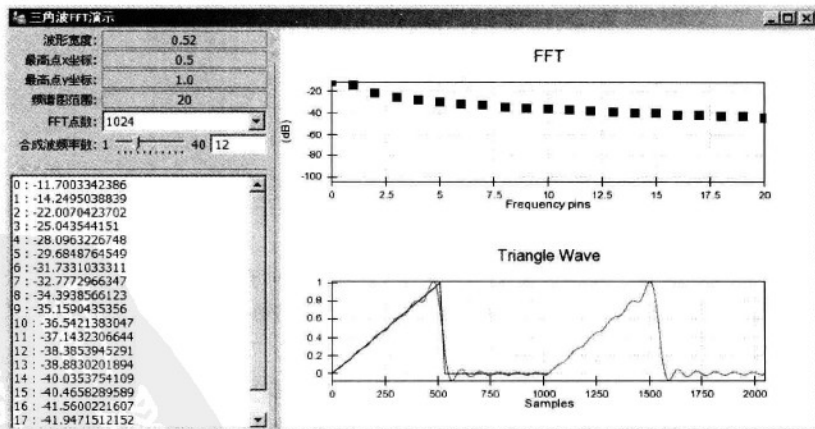 三角波FFT演示
波形宽度: 0.52
最高点x坐标: 0.5
最高点y坐标: 1.0
频谱图范围: 20
FFT点数: 1024
合成波频率数: 1 40 12
0 : -11.7003342386
1 : -14.2495038839
2 : -22.0070423702
3 : -25.043544151
4 : -28.0963226748
5 : -29.6848764549
6 : -31.7331033311
7 : -32.7772966347
8 : -34.3938566123
9 : -35.1590435356
10 : -36.5421383047
11 : -37.1432306644
12 : -38.3853945291
13 : -38.8830201894
14 : -40.0353754109
15 : -40.4658289589
16 : -41.5600221607
17 : -41.9471512152
FFT
-20
-40
-60
-80
-100
(dB)
0 2.5 5 7.5 10 12.5 15 17.5 20
Frequency pins
Triangle Wave
1
0.8
0.6
0.4
0.2
0
0 250 500 750 1000 1250 1500 1750 2000
Samples